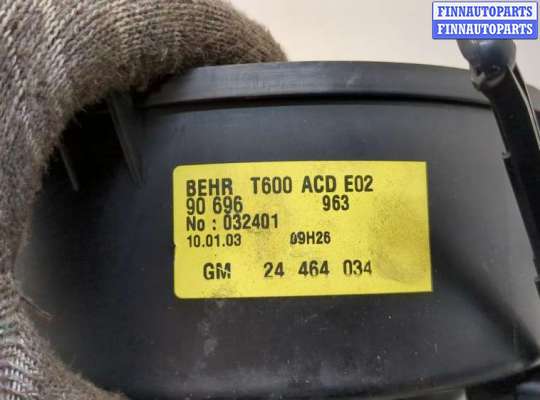 FINNAUTOPARTS
FINNAUTOPARTS
BEHR T600 ACD E02
90 696 963
No : 032401
10.01.03 09H26
GM 24 464 034